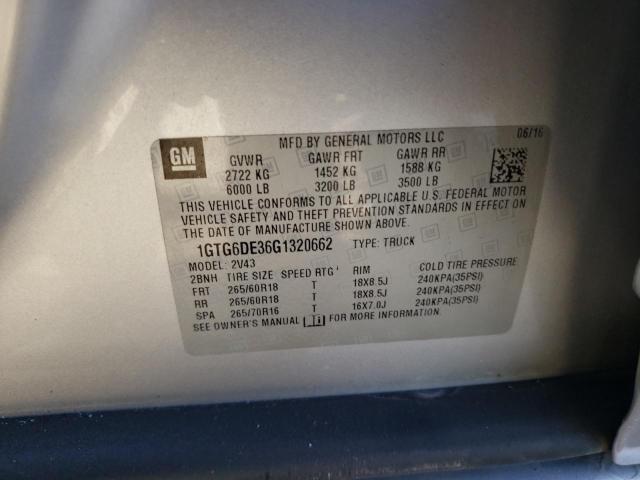 MFD BY GENERAL MOTORS LLC 06/16
GM
GVWR GAWR FRT GAWR RR
2722 KG 1452 KG 1588 KG
6000 LB 3200 LB 3500 LB
THIS VEHICLE CONFORMS TO ALL APPLICABLE U.S. FEDERAL MOTOR
VEHICLE SAFETY AND THEFT PREVENTION STANDARDS IN EFFECT ON
THE DATE OF MANUFACTURE SHOWN ABOVE.
1GTG6DE36G1320662 TYPE: TRUCK
MODEL: 2V43
2BNH TIRE SIZE SPEED RTG RIM COLD TIRE PRESSURE
FRT 265/60R18 T 18X8.5J 240KPA(35PSI)
RR 265/60R18 T 18X8.5J 240KPA(35PSI)
SPA 265/70R16 T 16X7.0J 240KPA(35PSI)
SEE OWNER'S MANUAL FOR MORE INFORMATION.